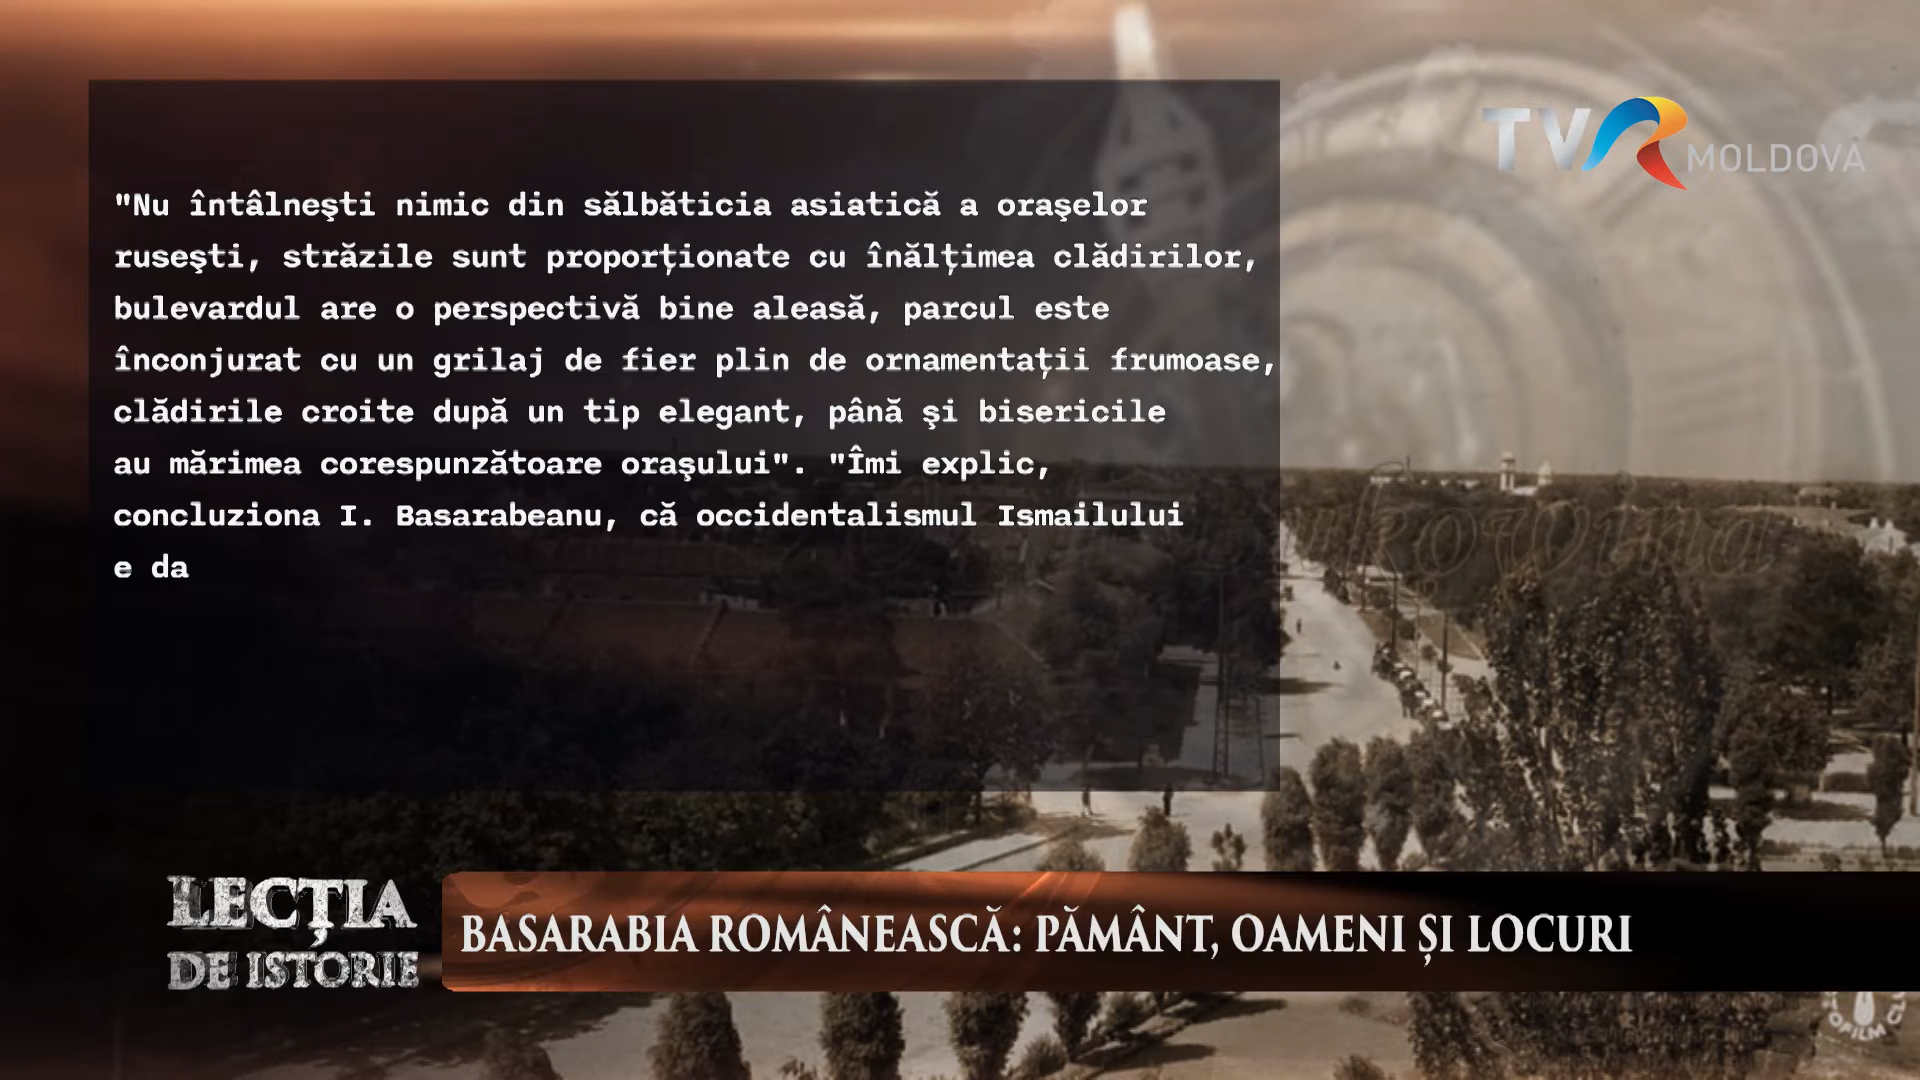 TVR MOLDOVA
"Nu întâlneşti nimic din sălbăticia asiatică a oraşelor
ruseşti, străzile sunt proporționate cu înălțimea clădirilor,
bulevardul are o perspectivă bine aleasă, parcul este
înconjurat cu un grilaj de fier plin de ornamentații frumoase,
clădirile croite după un tip elegant, până şi bisericile
au mărimea corespunzătoare oraşului". "Îmi explic,
concluziona I. Basarabeanu, că occidentalismul Ismailului
e da
LECȚIA
DE ISTORIE
BASARABIA ROMÂNEASCĂ: PĂMÂNT, OAMENI ȘI LOCURI